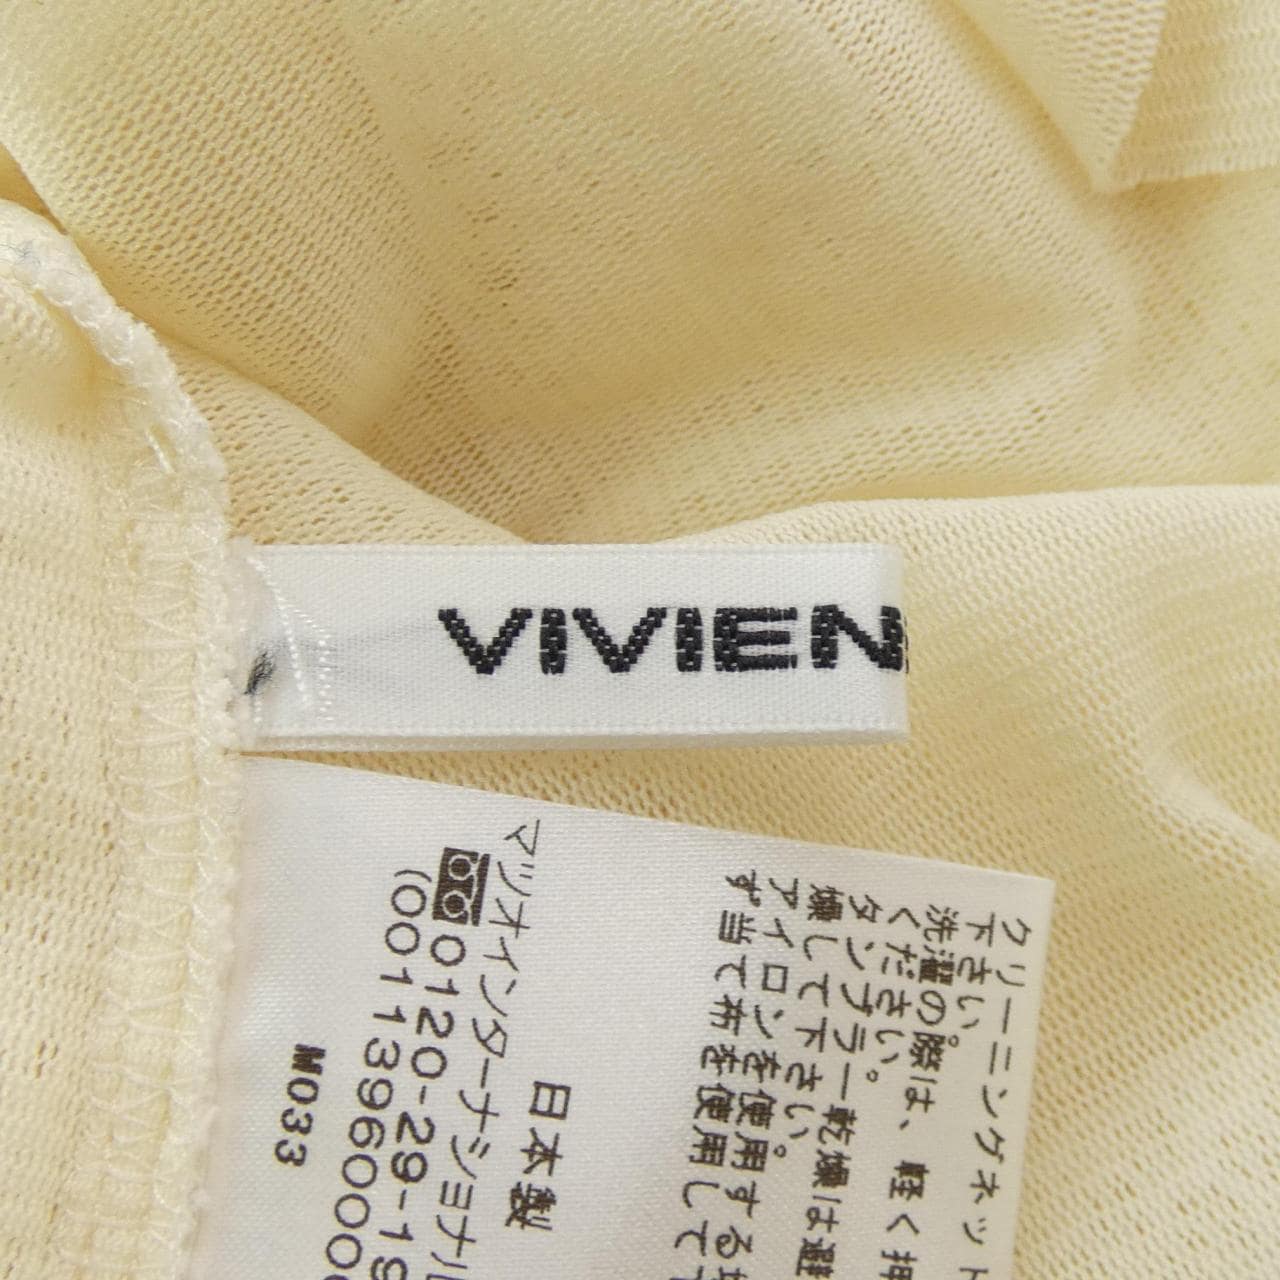 VIVIEN
クリーニングネット
下さい。
洗濯の際は、軽く押
ください。
タンブラー乾燥は避
燥して下さい。
アイロンを使用する
す。当て布を使用して下
日本製
マツオインターナショナル
0120-29-19
(001139600
M033